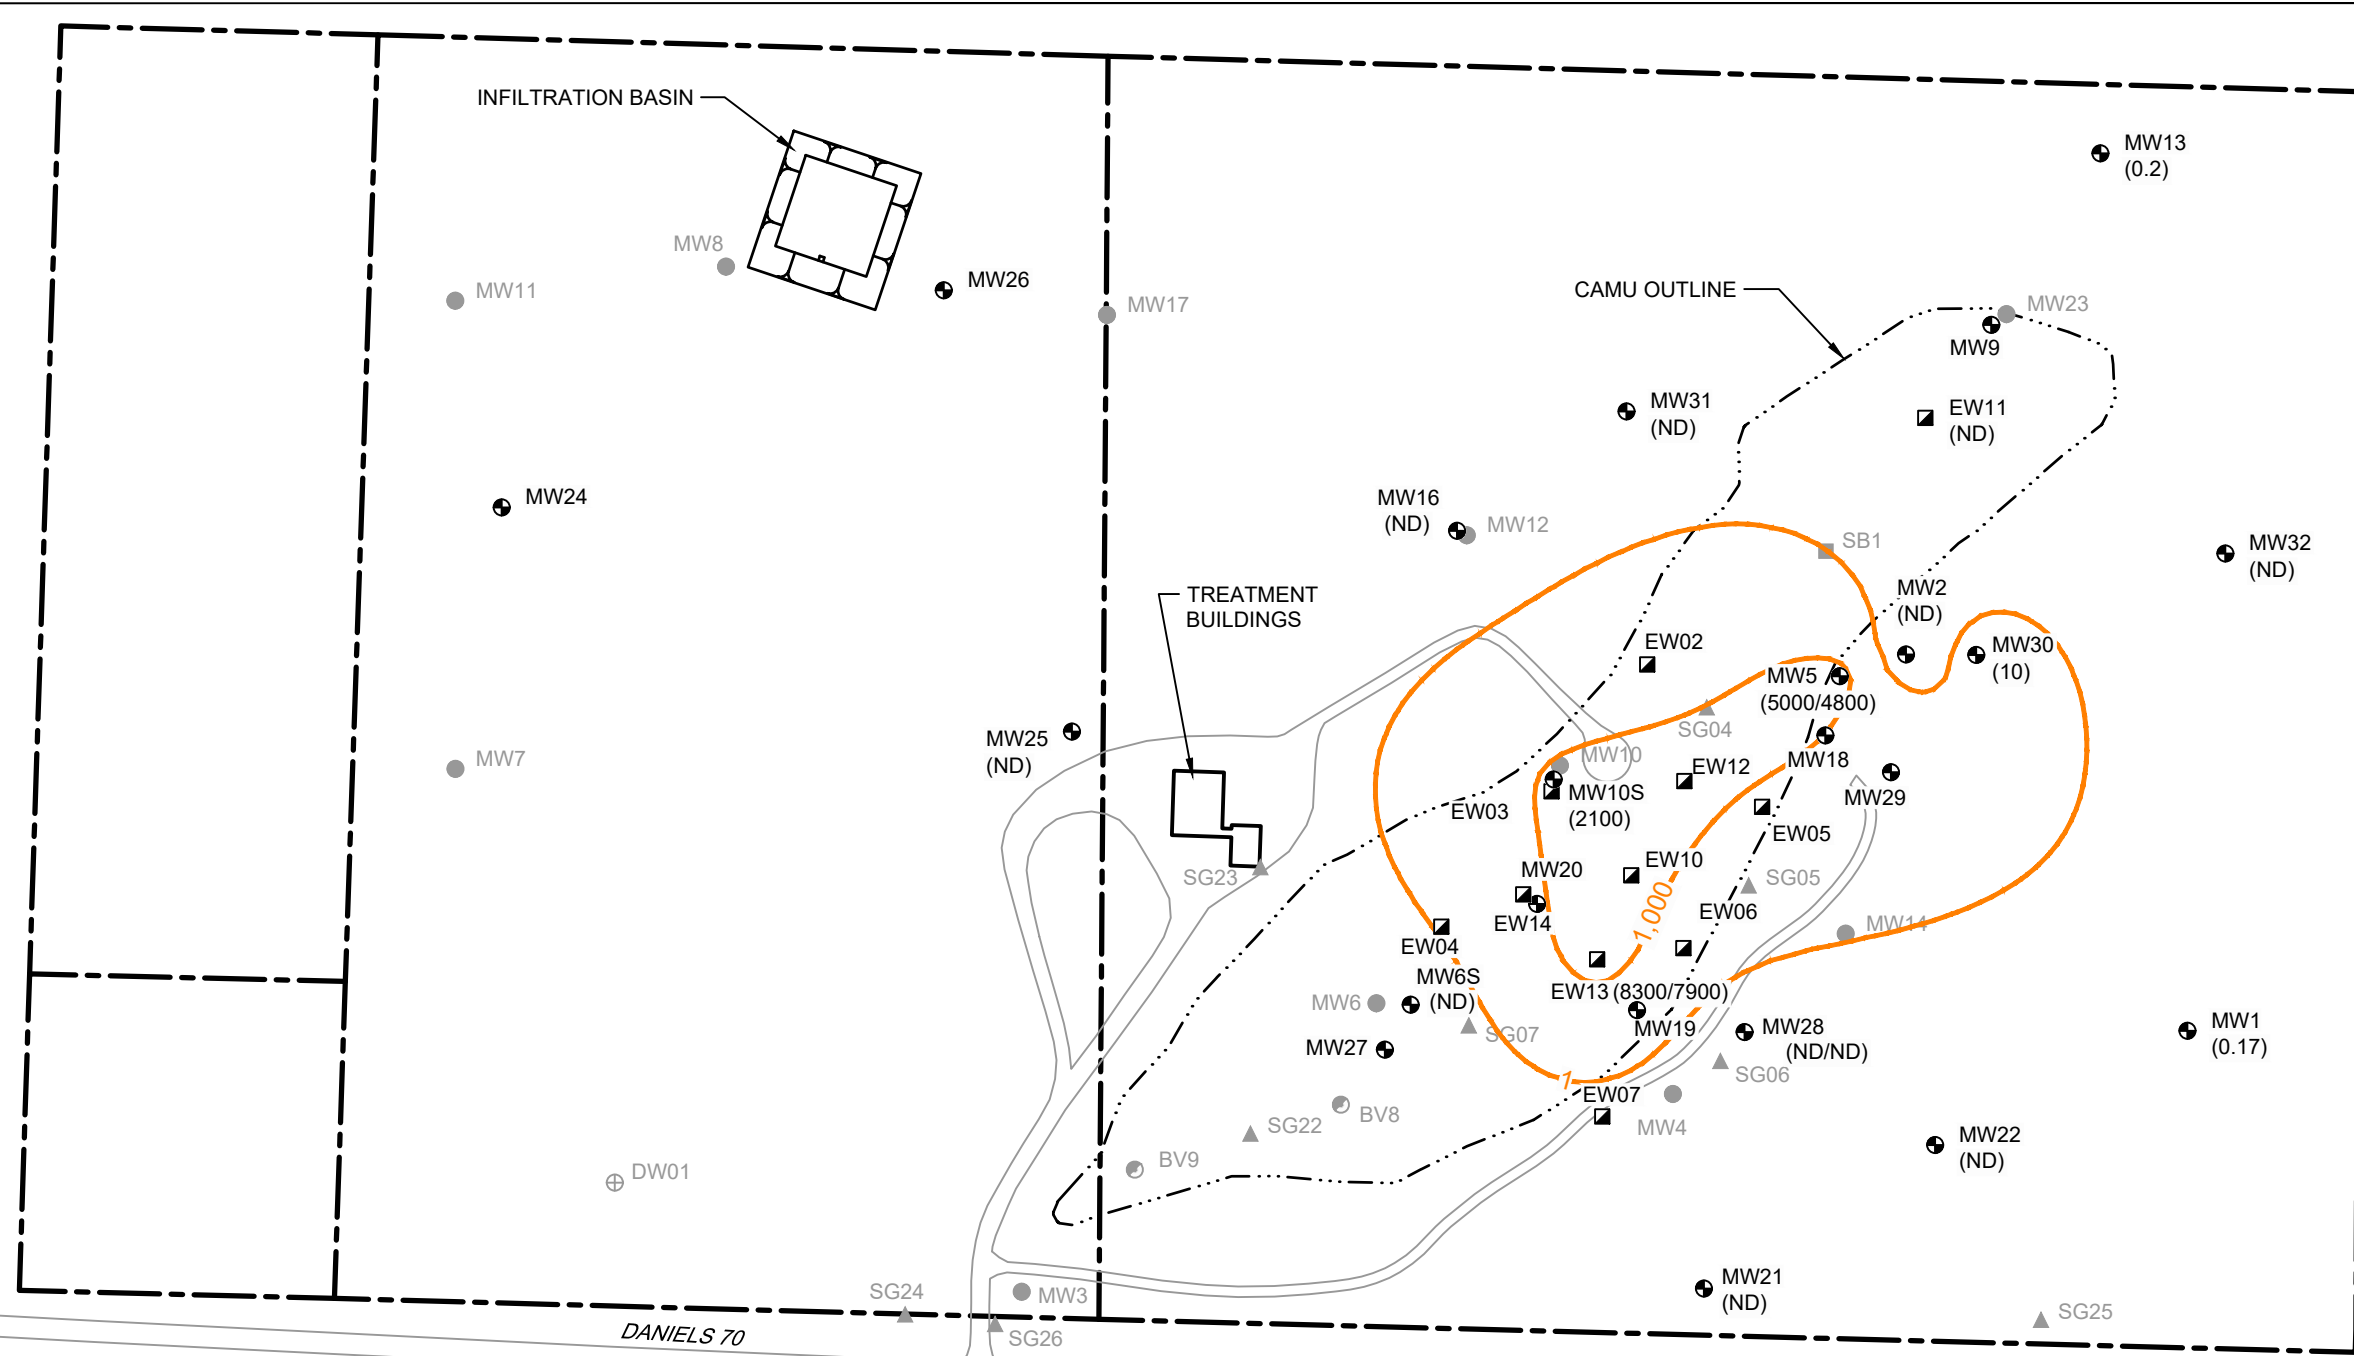 INFILTRATION BASIN
MW13
(0.2)
MW8
MW26
MW11
MW17
CAMU OUTLINE
MW23
MW9
MW31
(ND)
EW11
(ND)
MW24
MW16
(ND)
MW12
SB1
MW32
(ND)
TREATMENT
BUILDINGS
MW2
(ND)
EW02
MW30
(10)
MW5
(5000/4800)
SG04
MW25
(ND)
MW7
MW10
EW12
MW18
MW10S
(2100)
EW03
MW29
EW05
MW20
EW10
SG23
SG05
1,000
EW14
EW06
MW14
EW04
MW6S
(ND)
MW6
EW13 (8300/7900)
MW19
SG07
MW28
(ND/ND)
MW1
(0.17)
MW27
SG06
1
EW07
BV8
SG22
MW4
MW22
(ND)
BV9
DW01
MW21
(ND)
SG24
MW3
SG25
DANIELS 70
SG26